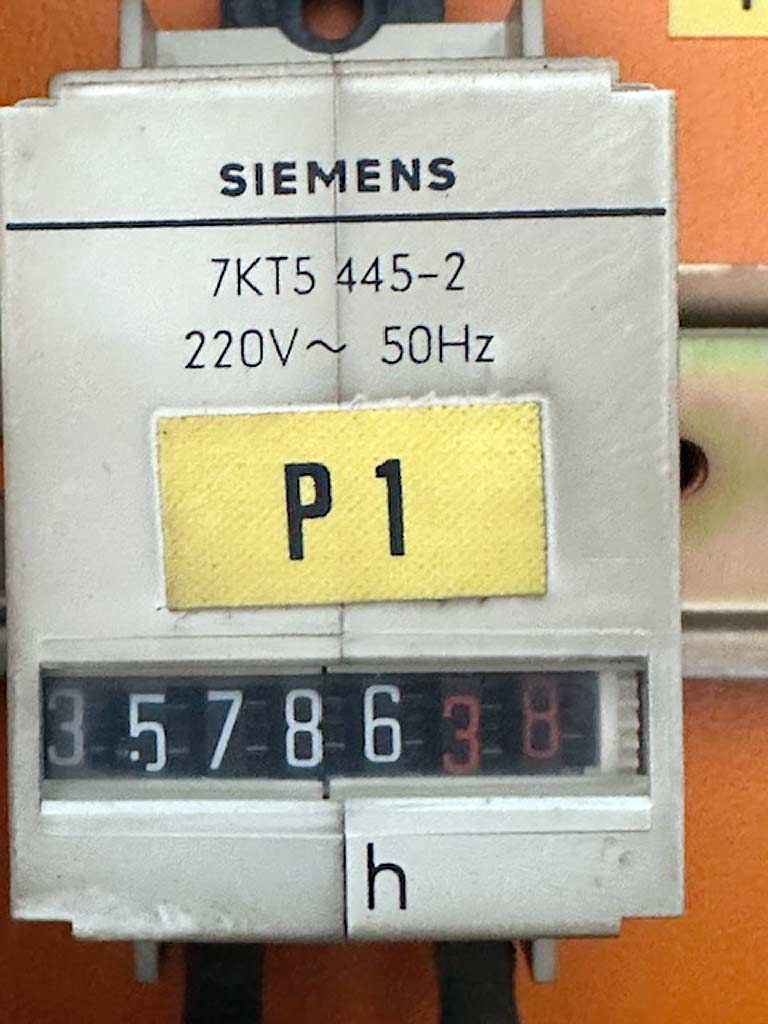 SIEMENS
7KT5 445-2
220V~ 50Hz
P1
3578638
h